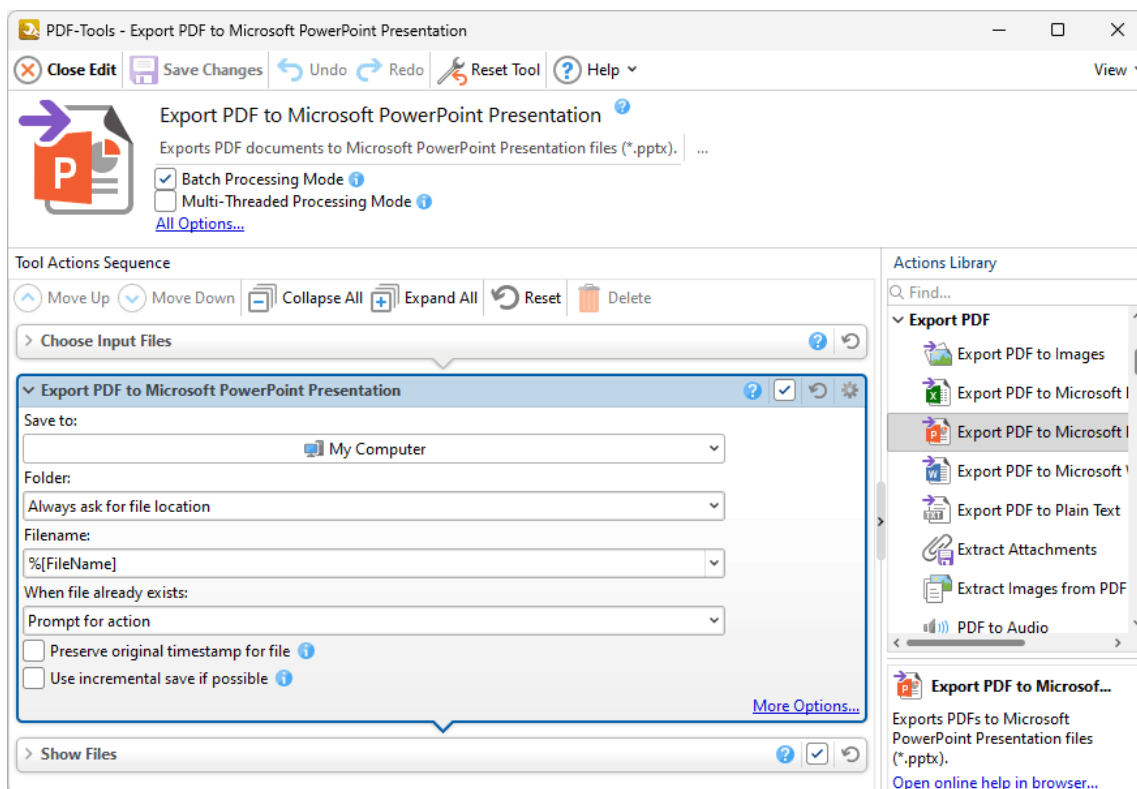 PDF-Tools - Export PDF to Microsoft PowerPoint Presentation
Close Edit Save Changes Undo Redo Reset Tool Help View
Export PDF to Microsoft PowerPoint Presentation
Exports PDF documents to Microsoft PowerPoint Presentation files (*.pptx). ...
Batch Processing Mode
Multi-Threaded Processing Mode
All Options...
Tool Actions Sequence
Move Up Move Down Collapse All Expand All Reset Delete
Choose Input Files
Export PDF to Microsoft PowerPoint Presentation
Save to:
My Computer
Folder:
Always ask for file location
Filename:
%[FileName]
When file already exists:
Prompt for action
Preserve original timestamp for file
Use incremental save if possible
More Options...
Show Files
Actions Library
Find...
Export PDF
Export PDF to Images
Export PDF to Microsoft
Export PDF to Microsoft
Export PDF to Microsoft
Export PDF to Plain Text
Extract Attachments
Extract Images from PDF
PDF to Audio
Export PDF to Microsof...
Exports PDFs to Microsoft
PowerPoint Presentation files
(*.pptx).
Open online help in browser...